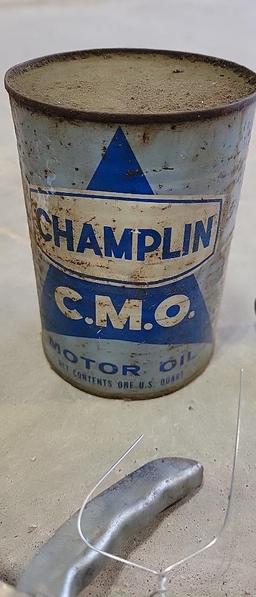 CHAMPLIN
C.M.O.
MOTOR OIL
NET CONTENTS ONE U.S. QUART